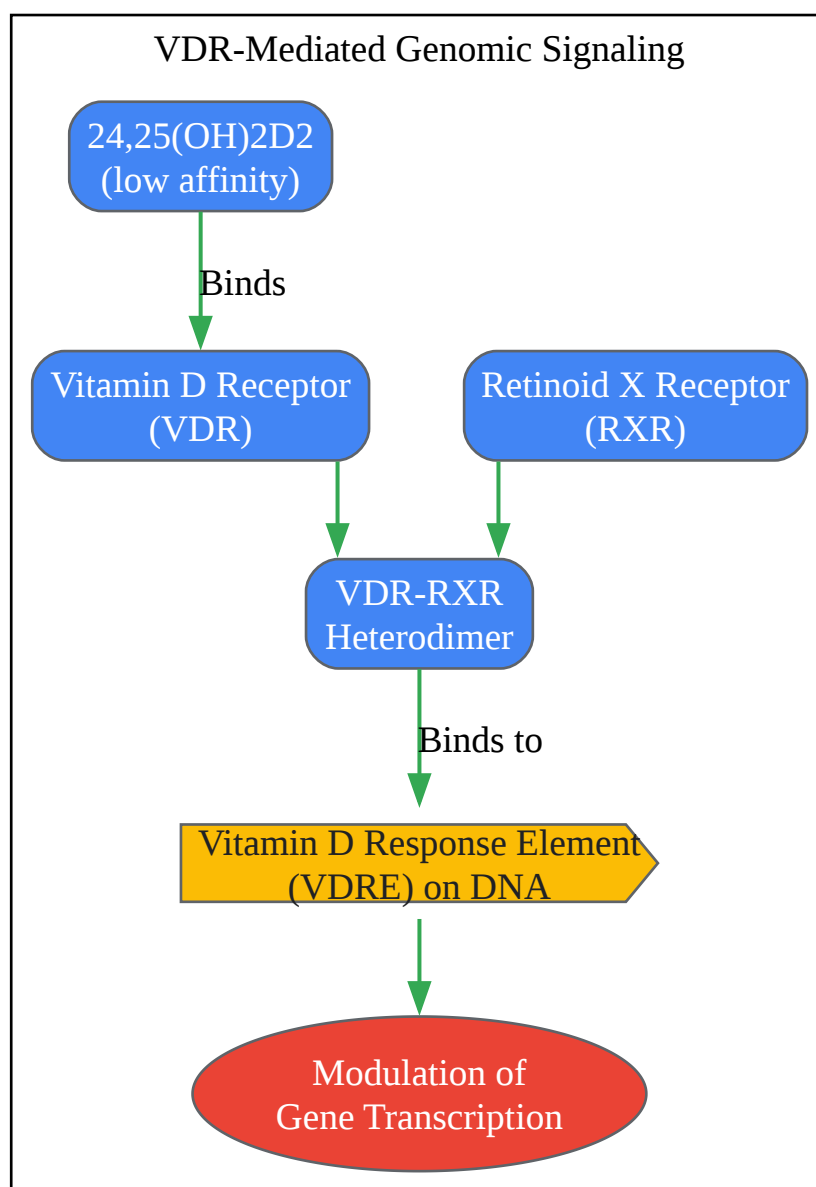 VDR-Mediated Genomic Signaling
24,25(OH)2D2
(low affinity)
Binds
Vitamin D Receptor
(VDR)
Retinoid X Receptor
(RXR)
VDR-RXR
Heterodimer
Binds to
Vitamin D Response Element
(VDRE) on DNA
Modulation of
Gene Transcription